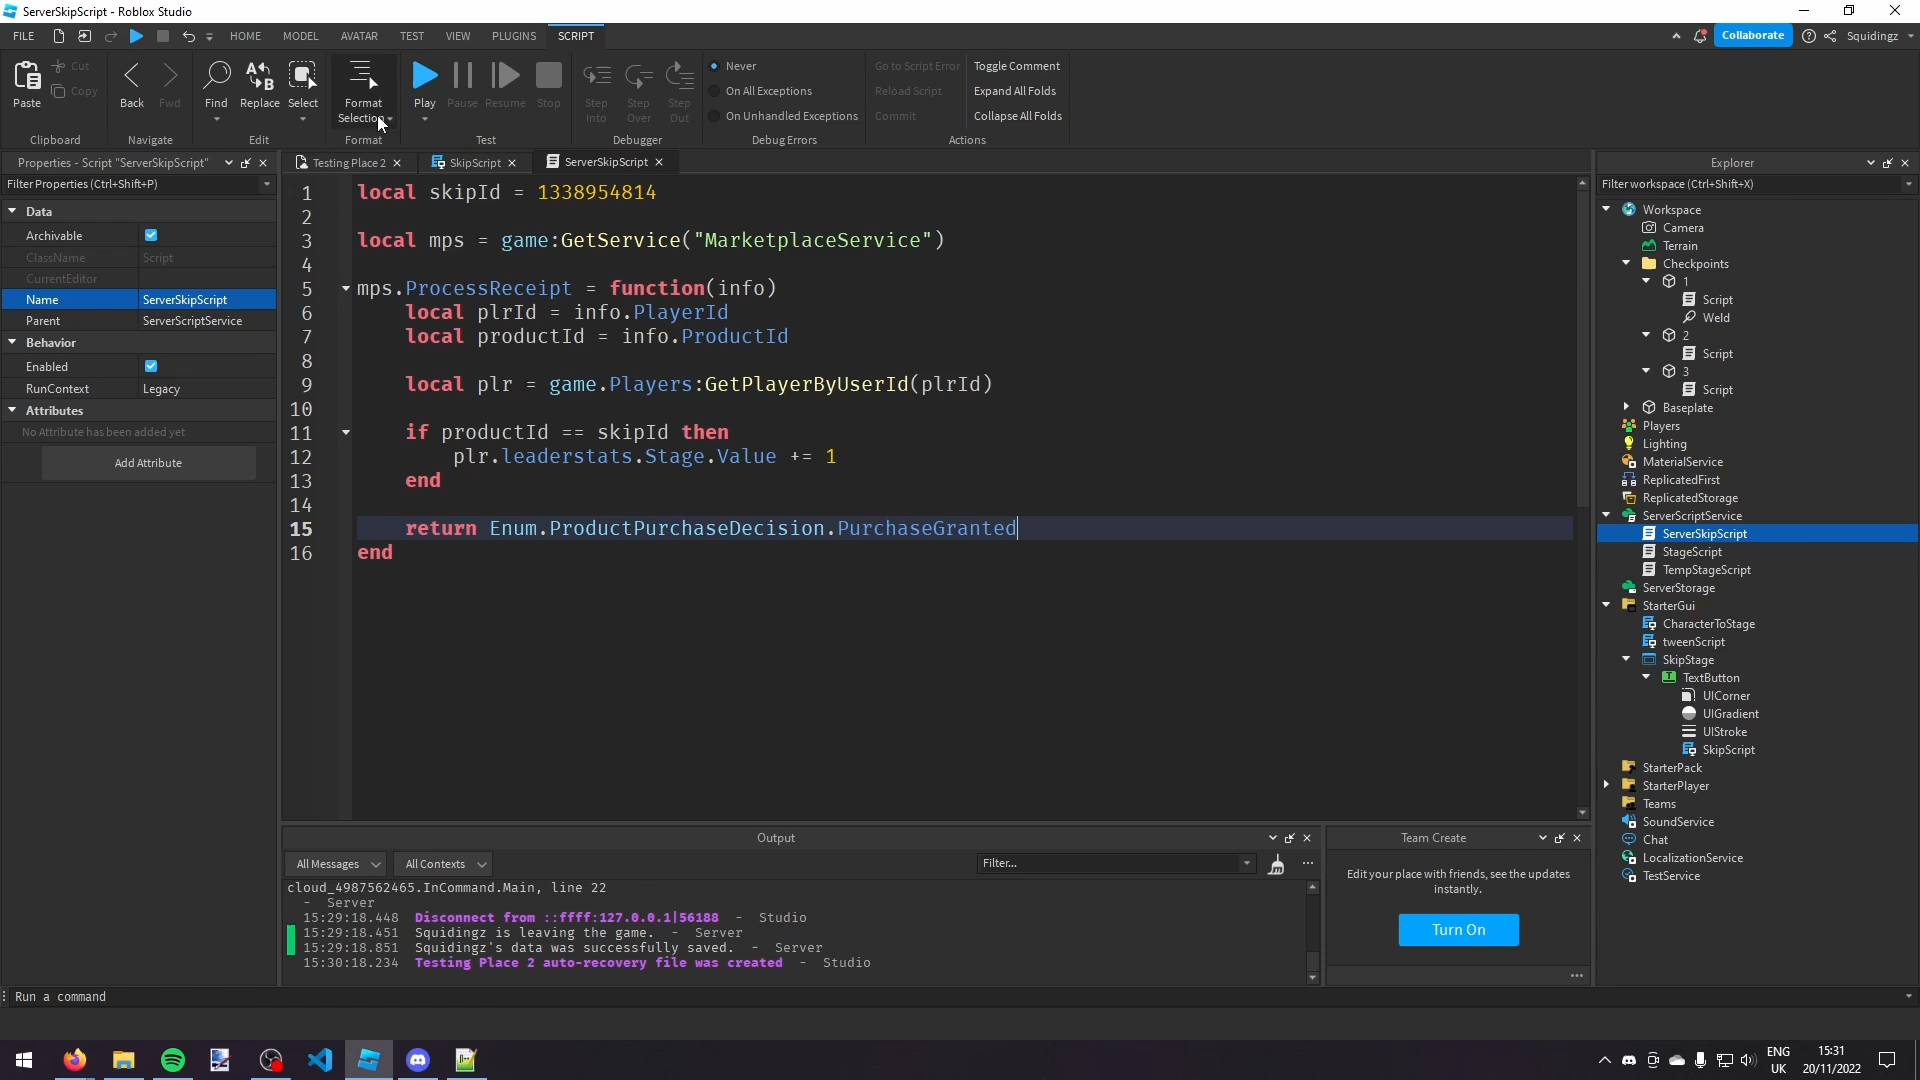 ServerSkipScript - Roblox Studio
FILE HOME MODEL AVATAR TEST VIEW PLUGINS SCRIPT Collaborate Squidingz
Paste Cut Copy Back Fwd Find Replace Select Format Selection Play Pause Resume Stop Step Into Step Over Step Out
Never
On All Exceptions
On Unhandled Exceptions
Go to Script Error
Reload Script
Commit
Toggle Comment
Expand All Folds
Collapse All Folds
Clipboard Navigate Edit Format Test Debugger Debug Errors Actions
Properties - Script "ServerSkipScript"
Filter Properties (Ctrl+Shift+P)
Data
Archivable
ClassName Script
CurrentEditor
Name ServerSkipScript
Parent ServerScriptService
Behavior
Enabled
RunContext Legacy
Attributes
No Attribute has been added yet
Add Attribute
Testing Place 2 SkipScript ServerSkipScript
1 local skipId = 1338954814
2
3 local mps = game:GetService("MarketplaceService")
4
5 mps.ProcessReceipt = function(info)
6 local plrId = info.PlayerId
7 local productId = info.ProductId
8
9 local plr = game.Players:GetPlayerByUserId(plrId)
10
11 if productId == skipId then
12 plr.leaderstats.Stage.Value += 1
13 end
14
15 return Enum.ProductPurchaseDecision.PurchaseGranted
16 end
Explorer
Filter workspace (Ctrl+Shift+X)
Workspace
Camera
Terrain
Checkpoints
1
Script
Weld
2
Script
3
Script
Baseplate
Players
Lighting
MaterialService
ReplicatedFirst
ReplicatedStorage
ServerScriptService
ServerSkipScript
StageScript
TempStageScript
ServerStorage
StarterGui
CharacterToStage
tweenScript
SkipStage
TextButton
UICorner
UIGradient
UIStroke
SkipScript
StarterPack
StarterPlayer
Teams
SoundService
Chat
LocalizationService
TestService
Output
All Messages All Contexts Filter...
cloud_4987562465.InCommand.Main, line 22
- Server
15:29:18.448 Disconnect from ::ffff:127.0.0.1|56188 - Studio
15:29:18.451 Squidingz is leaving the game. - Server
15:29:18.851 Squidingz's data was successfully saved. - Server
15:30:18.234 Testing Place 2 auto-recovery file was created - Studio
Team Create
Edit your place with friends, see the updates
instantly.
Turn On
Run a command
ENG
UK
15:31
20/11/2022